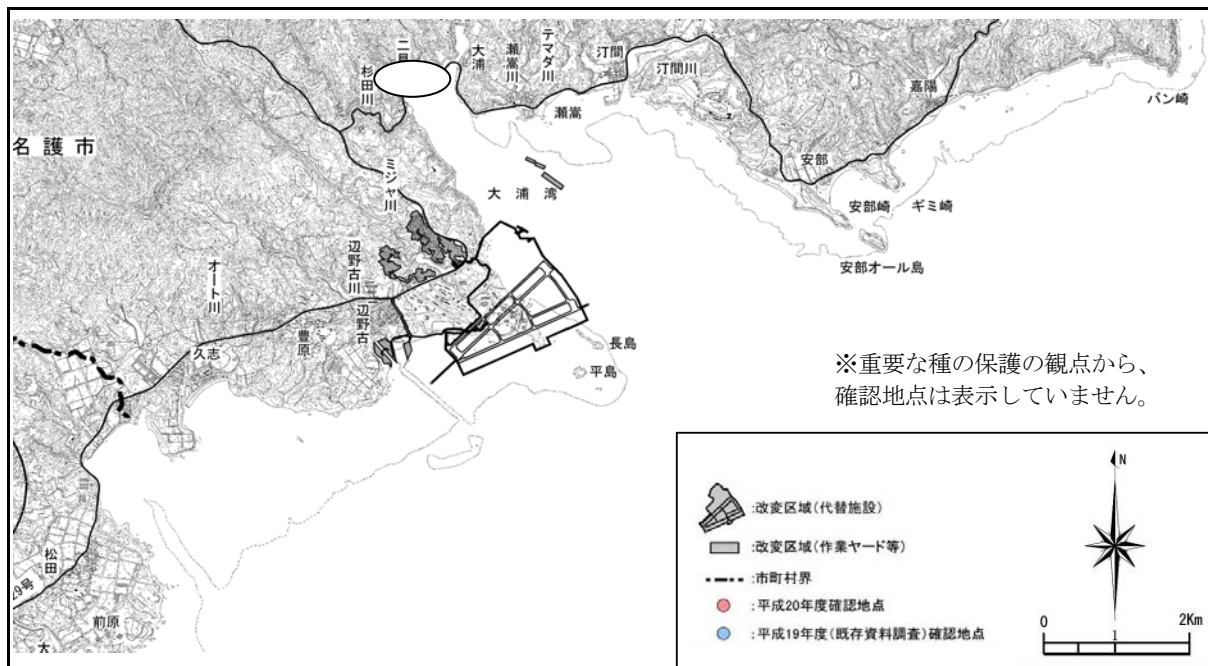 二見
杉田川
大浦
瀬嵩川
テマダ川
汀間
汀間川
嘉陽
バン崎
瀬嵩
名護市
ミジャ川
大浦湾
安部
安部崎
ギミ崎
安部オール島
辺野古川
オート川
辺野古
豊原
久志
長島
平島
※重要な種の保護の観点から、
確認地点は表示していません。
松田
29号
前原
:改変区域(代替施設)
:改変区域(作業ヤード等)
:市町村界
:平成20年度確認地点
:平成19年度(既存資料調査)確認地点
N
0 1 2Km